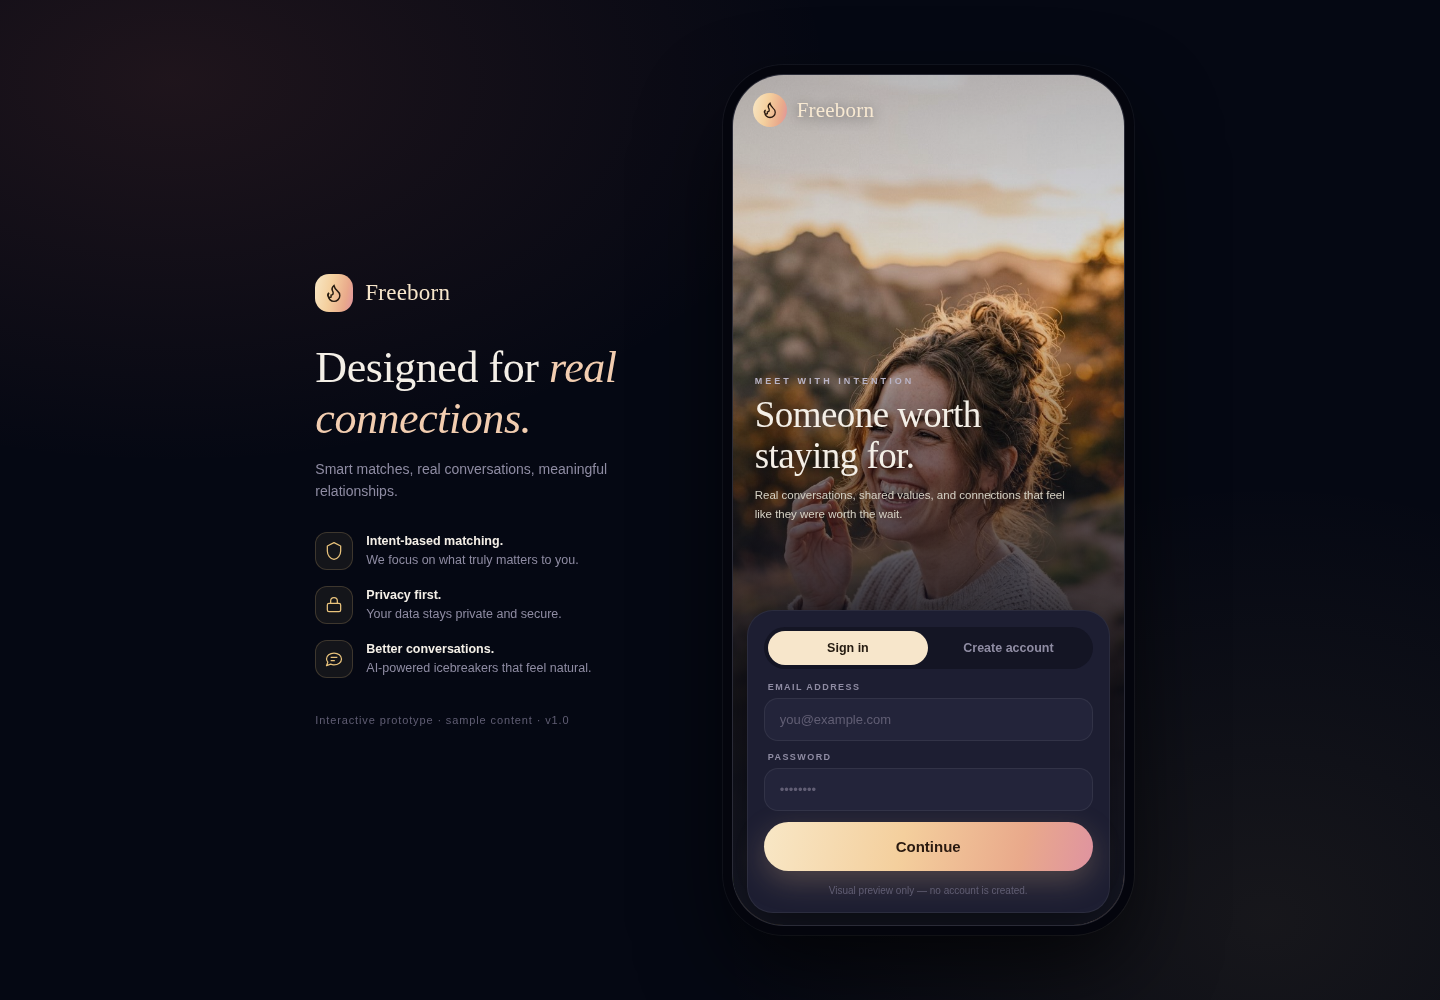 Freeborn
Designed for real
connections.
Smart matches, real conversations, meaningful
relationships.
Intent-based matching.
We focus on what truly matters to you.
Privacy first.
Your data stays private and secure.
Better conversations.
AI-powered icebreakers that feel natural.
Interactive prototype · sample content · v1.0
Freeborn
MEET WITH INTENTION
Someone worth
staying for.
Real conversations, shared values, and connections that feel
like they were worth the wait.
Sign in
Create account
EMAIL ADDRESS
you@example.com
PASSWORD
••••••••
Continue
Visual preview only — no account is created.